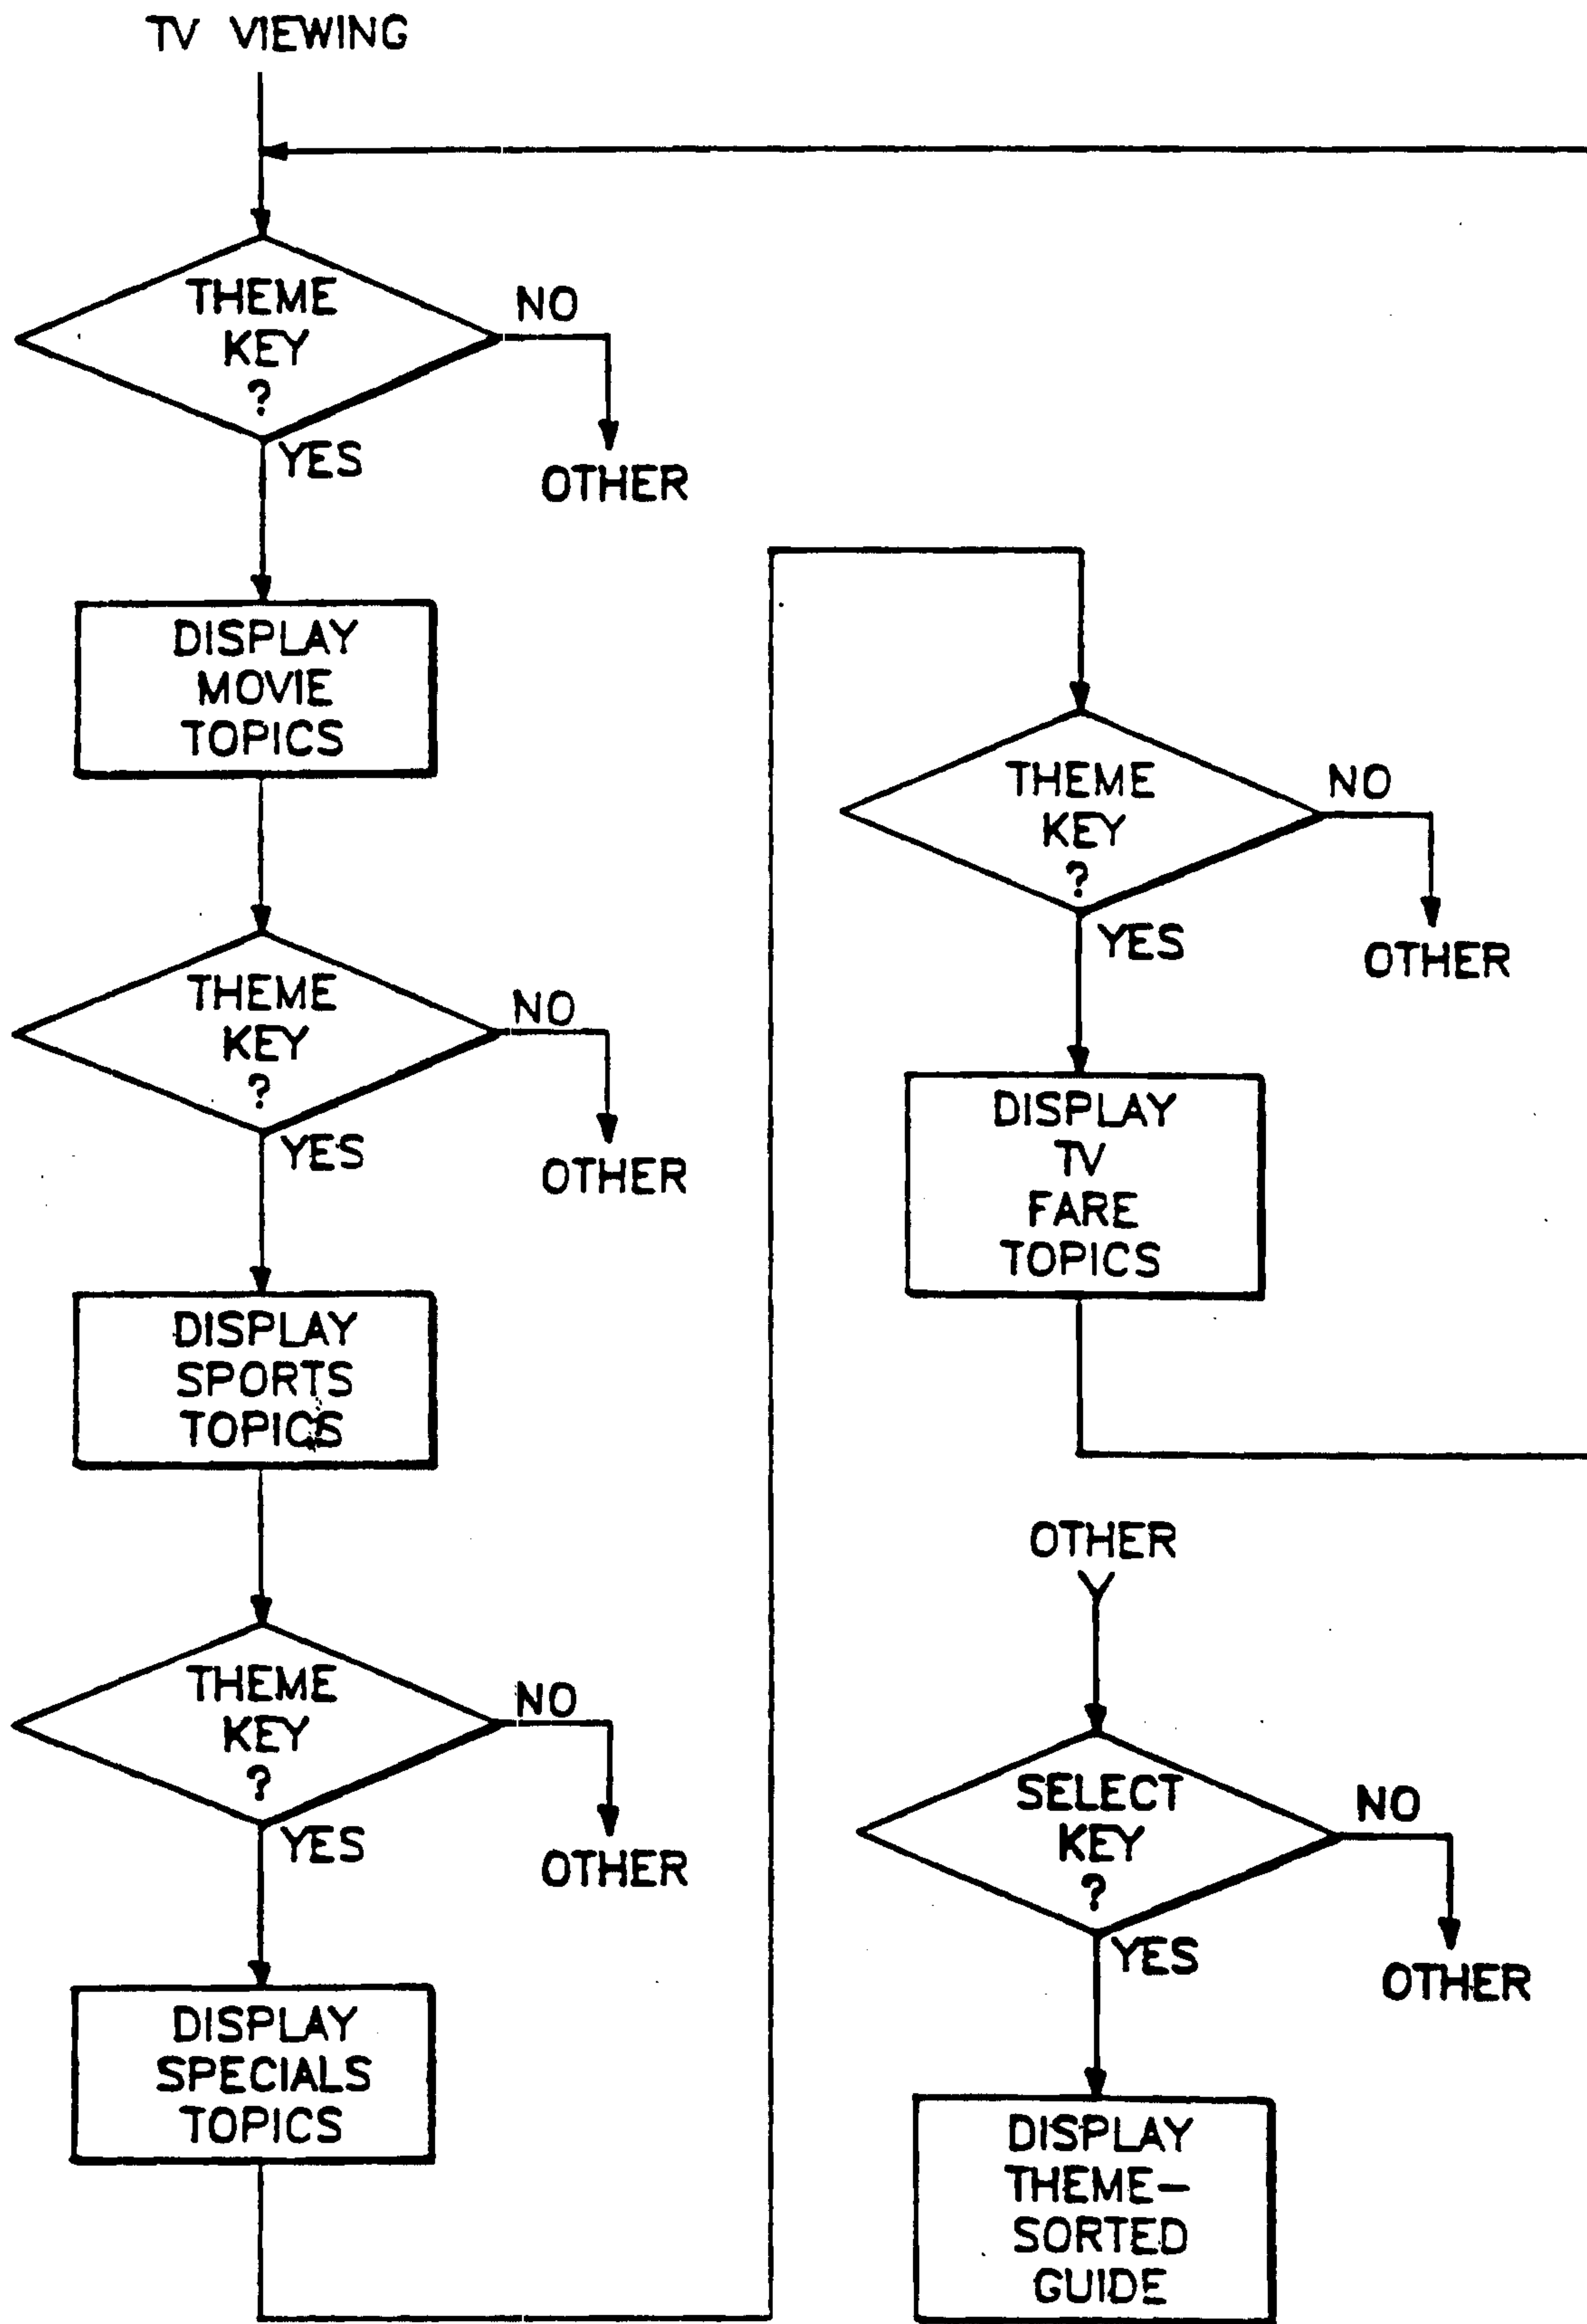 TV VIEWING
THEME
KEY
?
NO
YES
OTHER
DISPLAY
MOVIE
TOPICS
THEME
KEY
?
NO
YES
OTHER
DISPLAY
SPORTS
TOPICS
THEME
KEY
?
NO
YES
OTHER
DISPLAY
SPECIALS
TOPICS
THEME
KEY
?
NO
YES
OTHER
DISPLAY
TV
FARE
TOPICS
OTHER
SELECT
KEY
?
NO
YES
OTHER
DISPLAY
THEME-
SORTED
GUIDE